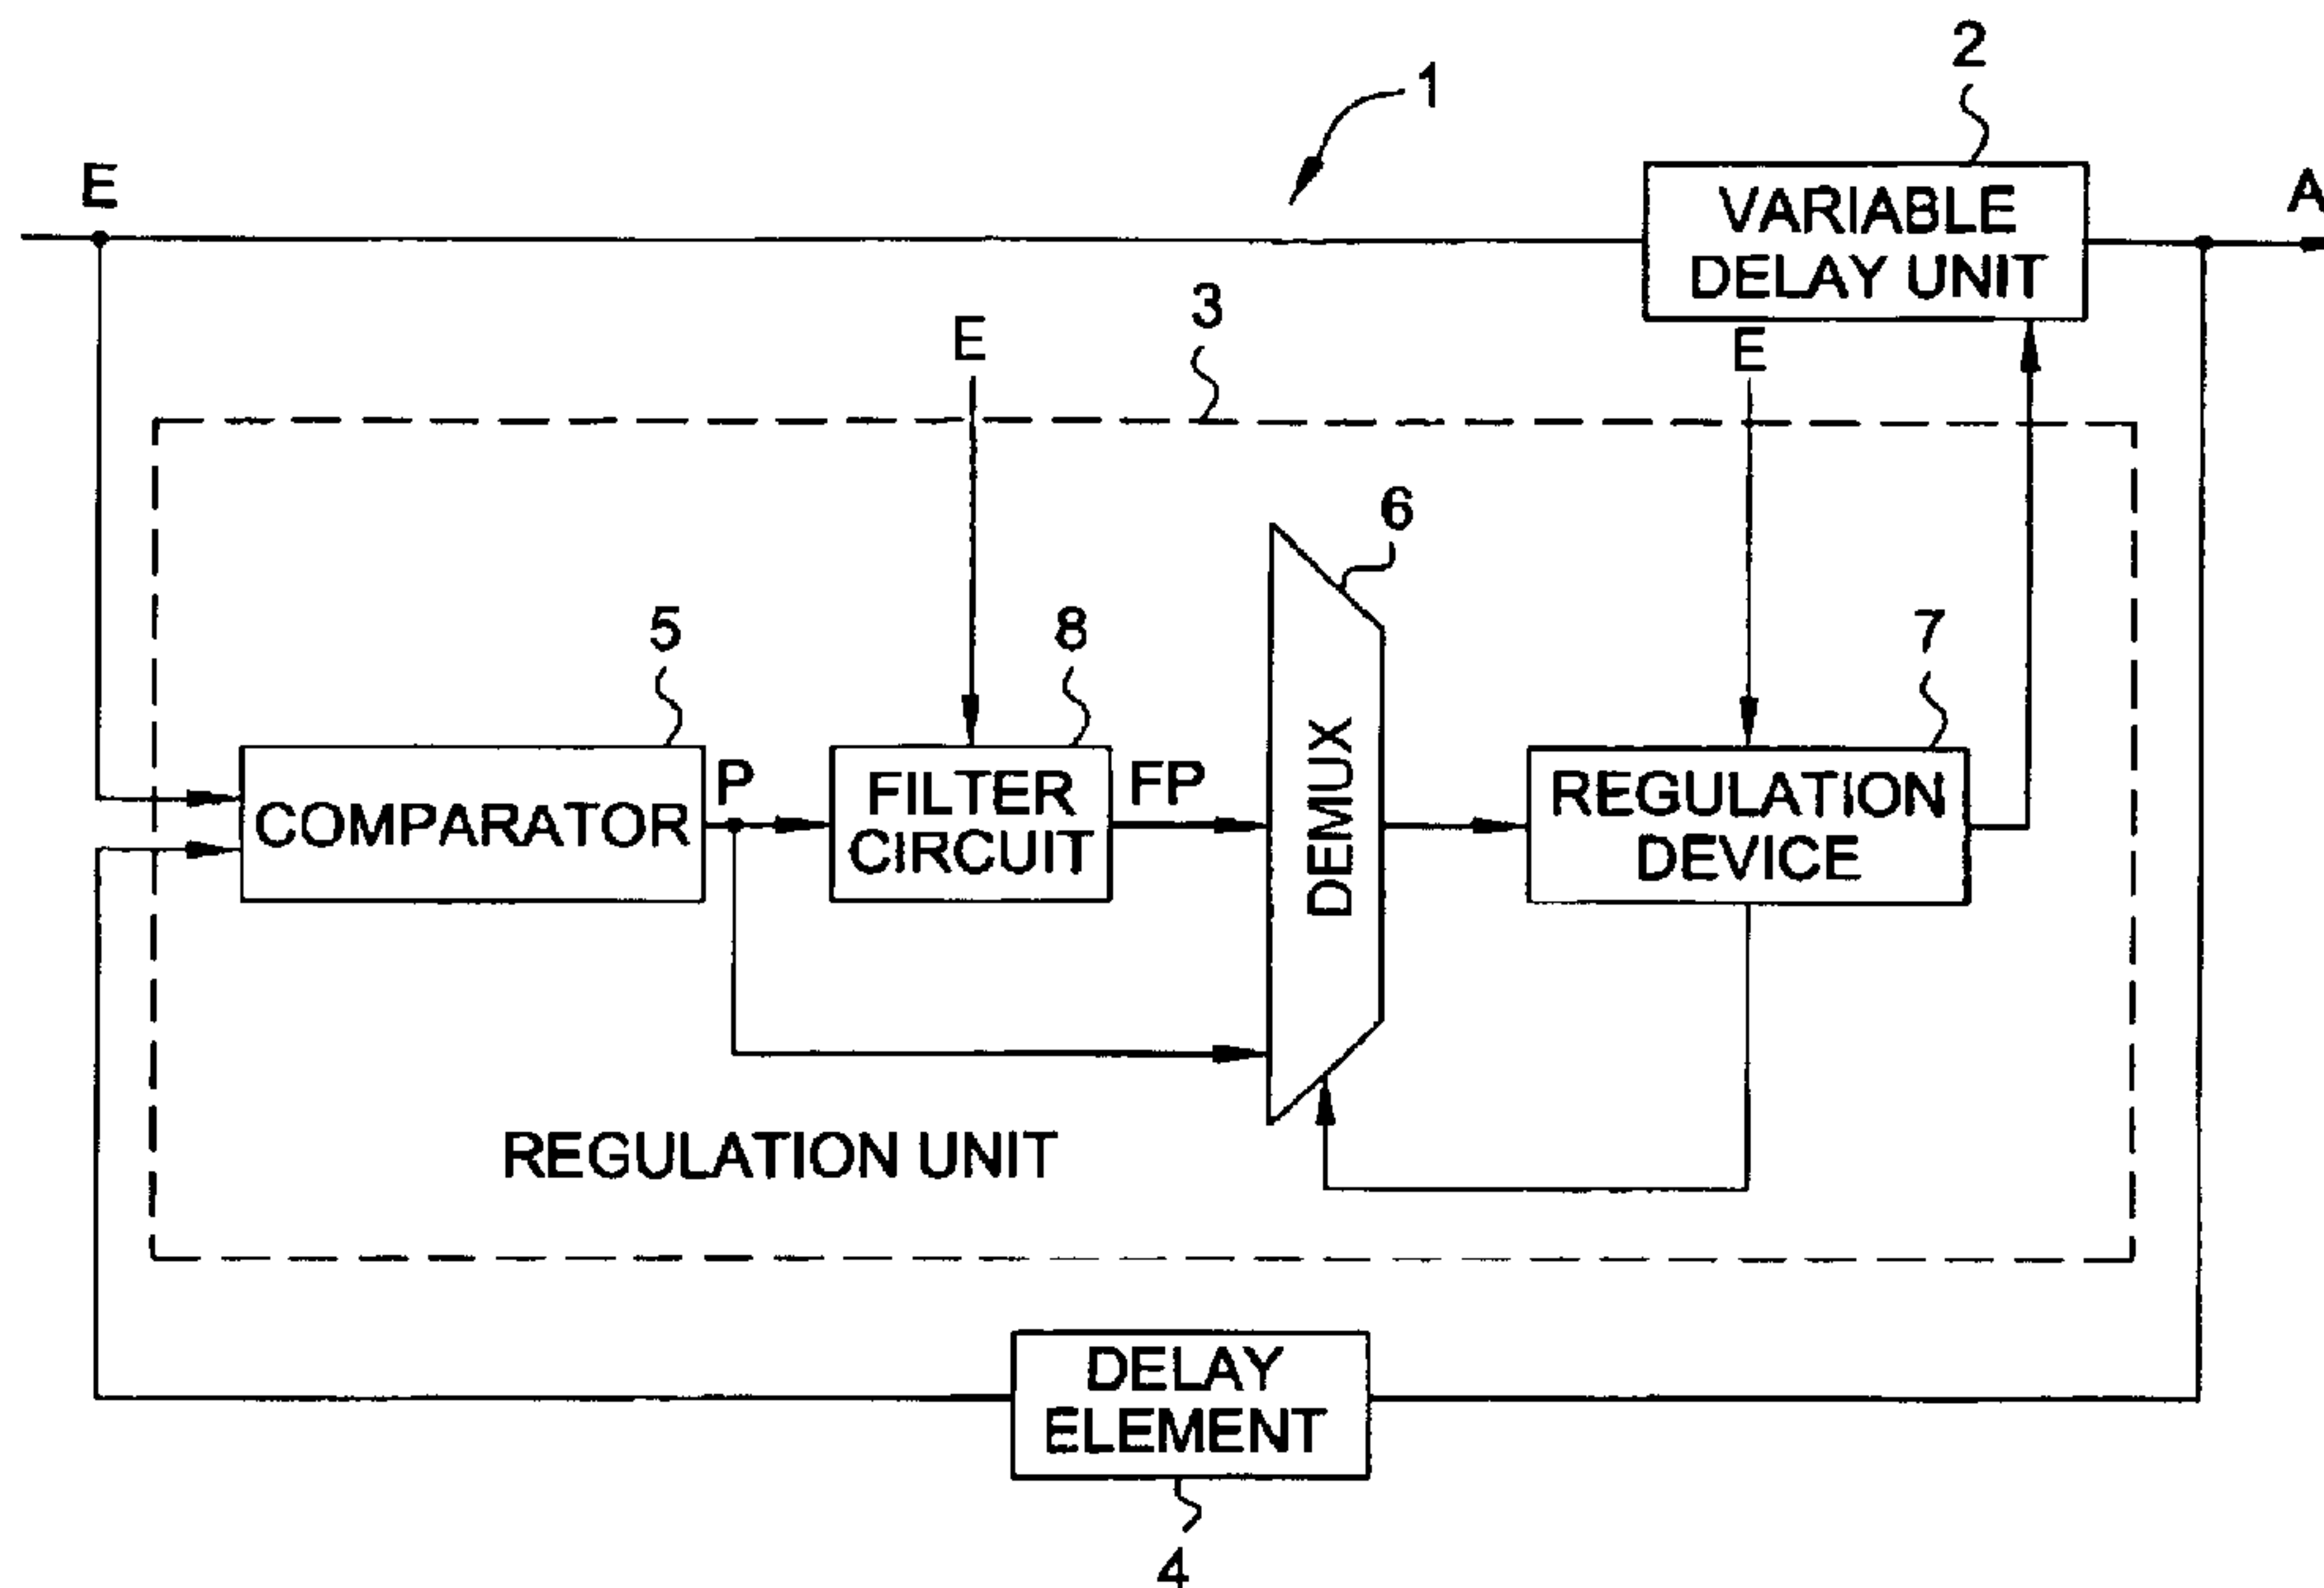 2
1
E
VARIABLE
DELAY UNIT
A
3
E
E
6
5
8
7
P
FILTER
CIRCUIT
FP
DEMUX
REGULATION
DEVICE
COMPARATOR
REGULATION UNIT
DELAY
ELEMENT
4